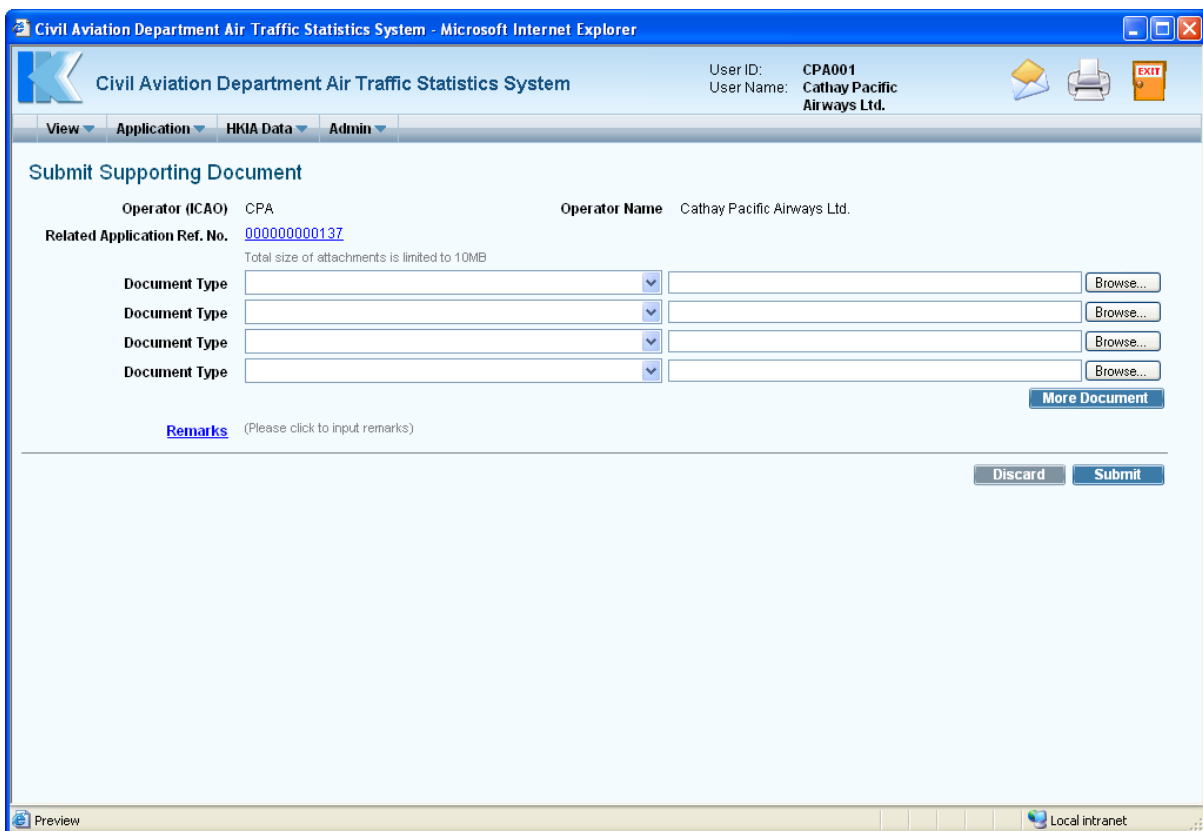 Civil Aviation Department Air Traffic Statistics System - Microsoft Internet Explorer
Civil Aviation Department Air Traffic Statistics System
User ID: CPA001
User Name: Cathay Pacific
Airways Ltd.
EXIT
View Application HKIA Data Admin
Submit Supporting Document
Operator (ICAO) CPA Operator Name Cathay Pacific Airways Ltd.
Related Application Ref. No. 000000000137
Total size of attachments is limited to 10MB
Document Type Browse...
Document Type Browse...
Document Type Browse...
Document Type Browse...
More Document
Remarks (Please click to input remarks)
Discard Submit
Preview Local intranet